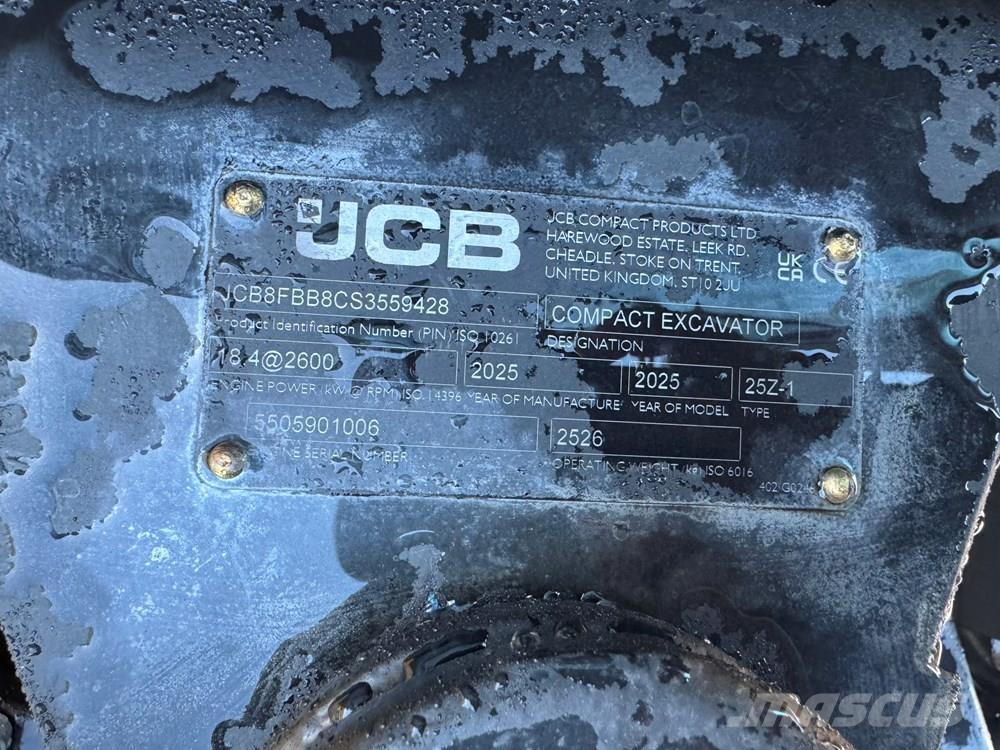 JCB
JCB COMPACT PRODUCTS LTD
HAREWOOD ESTATE. LEEK RD.
CHEADLE. STOKE ON TRENT.
UNITED KINGDOM. ST10 2JU
UK
CA
CE
JCB8FBB8CS3559428
Product Identification Number (PIN) ISO 10261
COMPACT EXCAVATOR
DESIGNATION
18.4@2600
ENGINE POWER (kW @ RPM) ISO. 14396
2025
YEAR OF MANUFACTURE
2025
YEAR OF MODEL
25Z-1
TYPE
5505901006
SERIAL NUMBER
2526
OPERATING WEIGHT (kg) ISO 6016
MASCUS